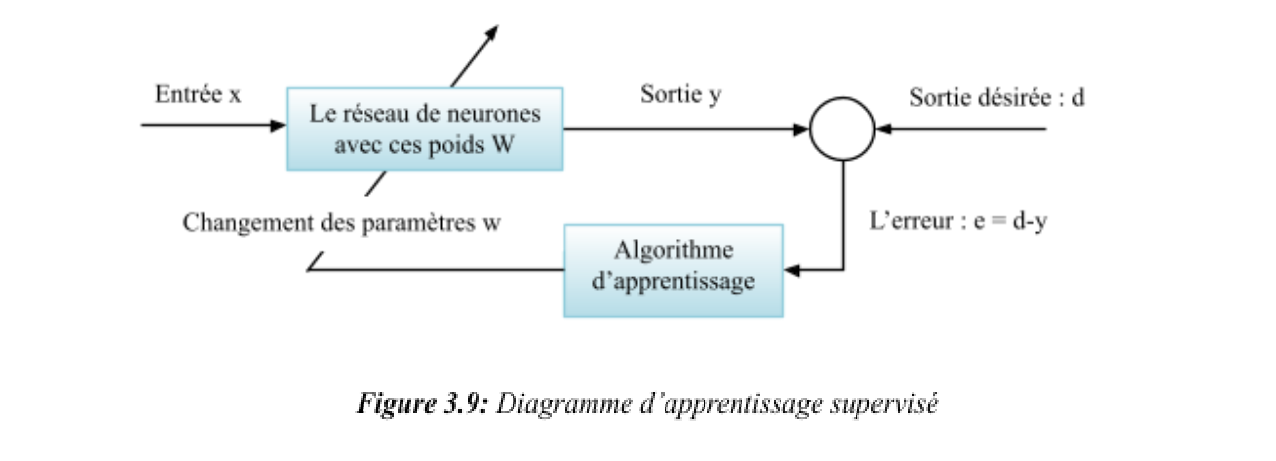 Entrée x
Sortie y
Sortie désirée : d
Le réseau de neurones
avec ces poids W
Changement des paramètres w
L’erreur : e = d-y
Algorithme
d’apprentissage
Figure 3.9: Diagramme d’apprentissage supervisé